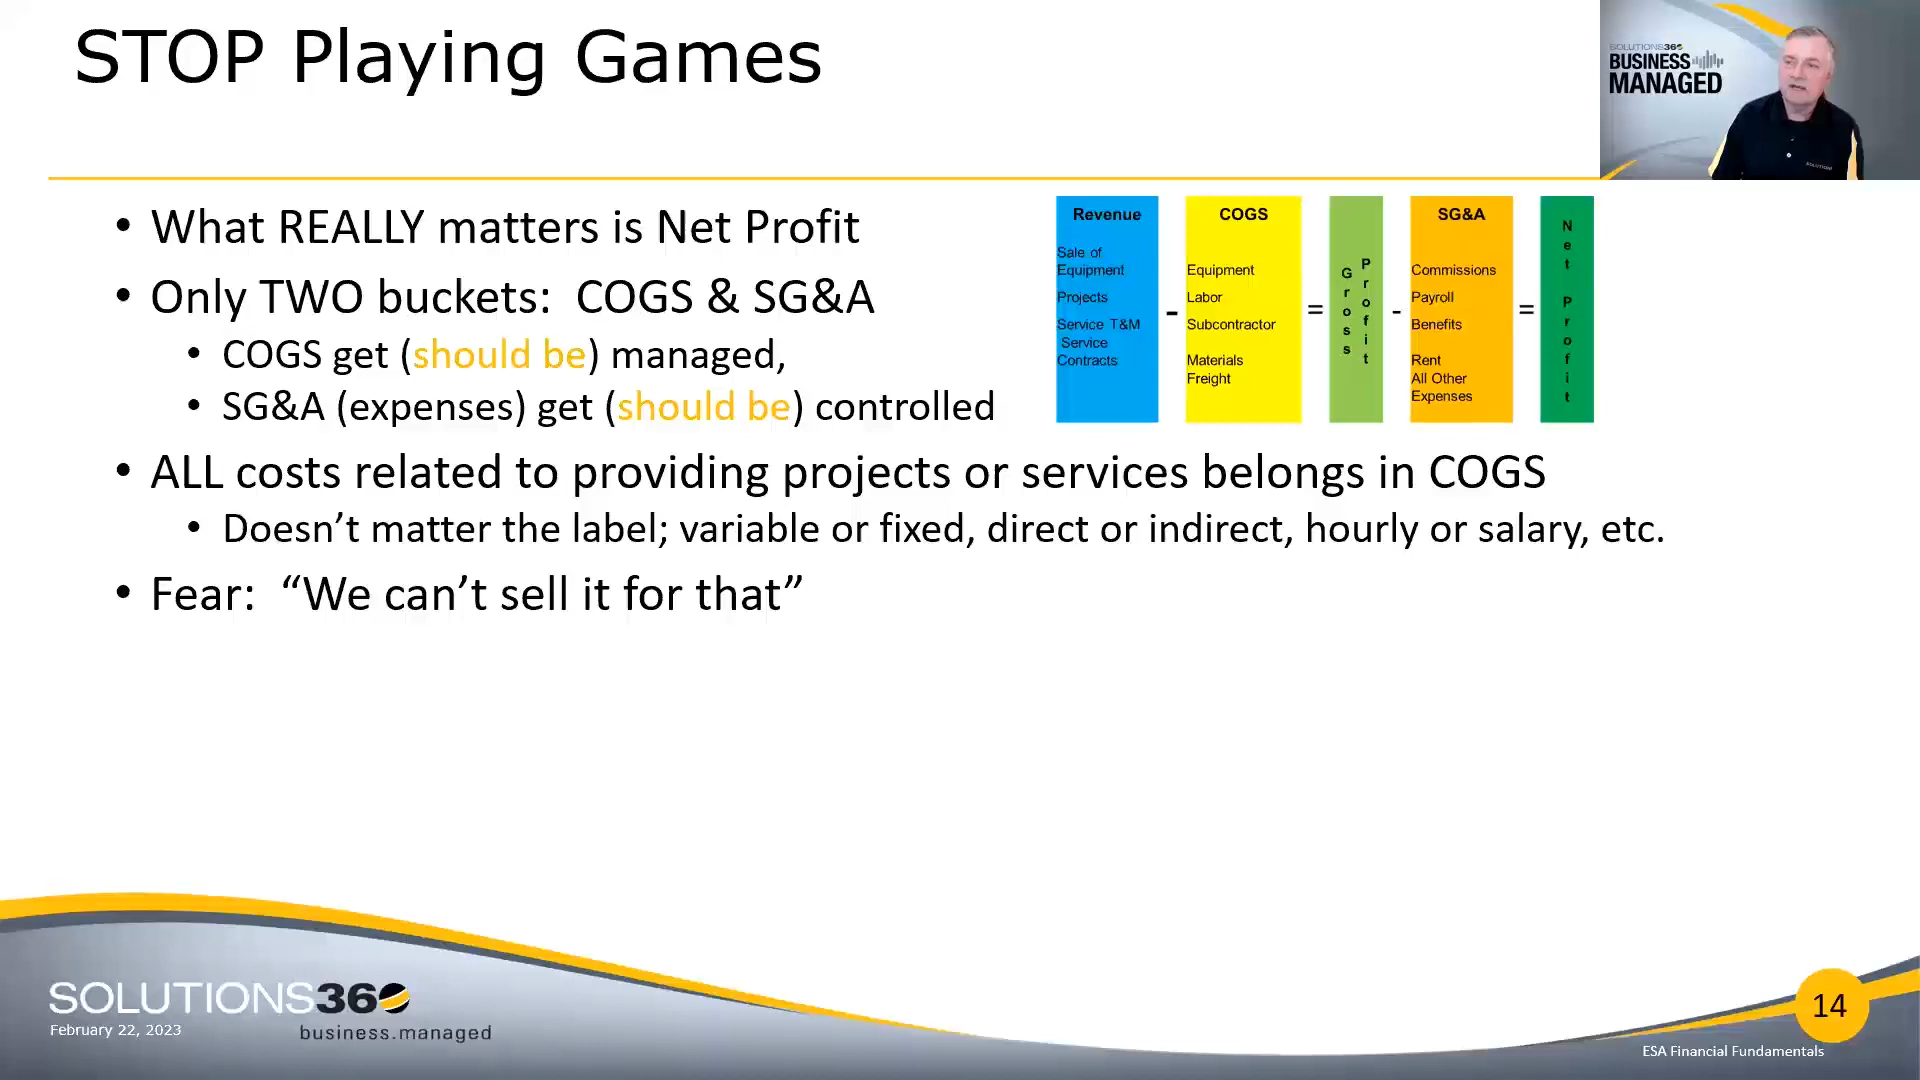 STOP Playing Games
SOLUTIONS360
BUSINESS
MANAGED
SOLUTIONS
• What REALLY matters is Net Profit
• Only TWO buckets:  COGS & SG&A
• COGS get (should be) managed,
• SG&A (expenses) get (should be) controlled
Revenue
Sale of
Equipment
Projects
Service T&M
Service
Contracts
-
COGS
Equipment
Labor
Subcontractor
Materials
Freight
=
Gross
Profit
-
SG&A
Commissions
Payroll
Benefits
Rent
All Other
Expenses
=
Net Profit
• ALL costs related to providing projects or services belongs in COGS
• Doesn’t matter the label; variable or fixed, direct or indirect, hourly or salary, etc.
• Fear:  “We can’t sell it for that”
SOLUTIONS360
February 22, 2023
business.managed
14
ESA Financial Fundamentals